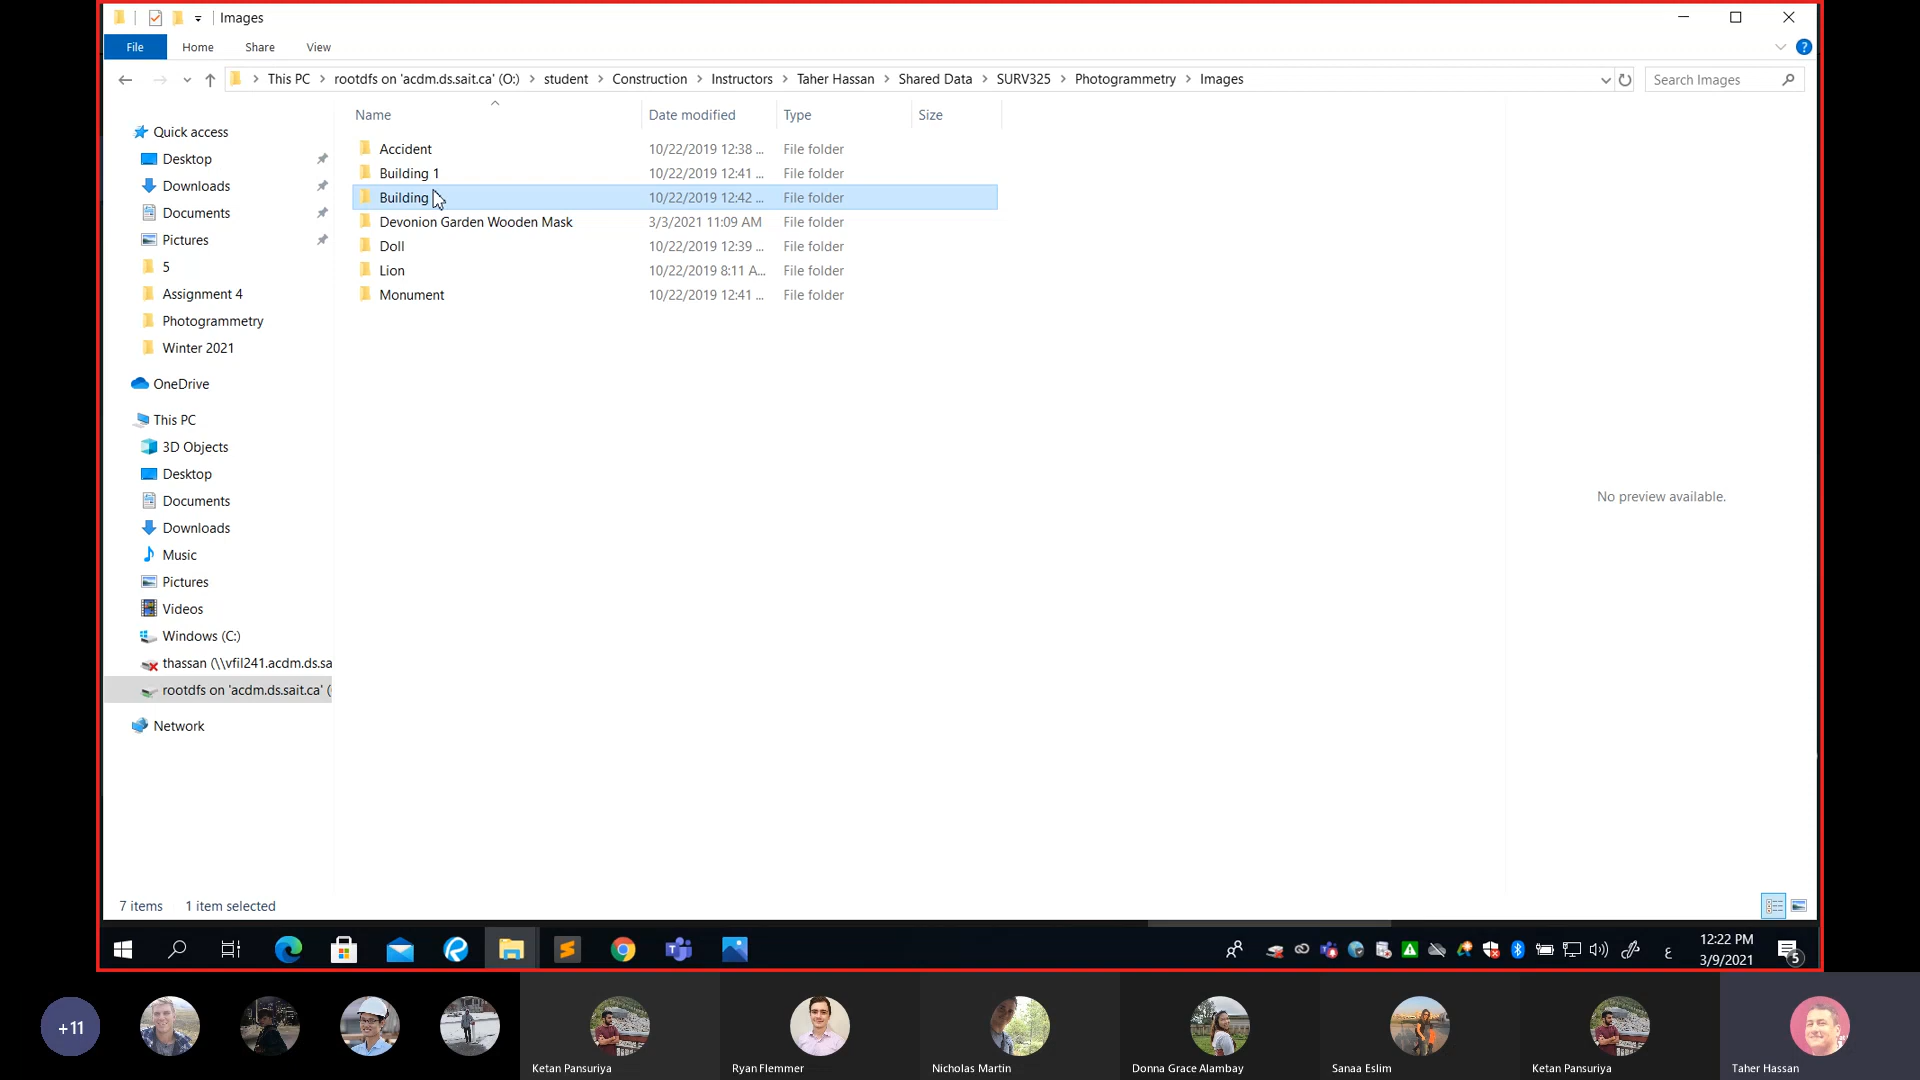 Images
File Home Share View
This PC rootdfs on 'acdm.ds.sait.ca' (O:) student Construction Instructors Taher Hassan Shared Data SURV325 Photogrammetry Images
Search Images
Name Date modified Type Size
Quick access
Desktop
Downloads
Documents
Pictures
5
Assignment 4
Photogrammetry
Winter 2021
OneDrive
This PC
3D Objects
Desktop
Documents
Downloads
Music
Pictures
Videos
Windows (C:)
thassan (\\vfil241.acdm.ds.sa
rootdfs on 'acdm.ds.sait.ca' (
Network
Accident 10/22/2019 12:38 ... File folder
Building 1 10/22/2019 12:41 ... File folder
Building 10/22/2019 12:42 ... File folder
Devonion Garden Wooden Mask 3/3/2021 11:09 AM File folder
Doll 10/22/2019 12:39 ... File folder
Lion 10/22/2019 8:11 A... File folder
Monument 10/22/2019 12:41 ... File folder
No preview available.
7 items 1 item selected
ع
12:22 PM
3/9/2021
5
+11
Ketan Pansuriya
Ryan Flemmer
Nicholas Martin
Donna Grace Alambay
Sanaa Eslim
Ketan Pansuriya
Taher Hassan